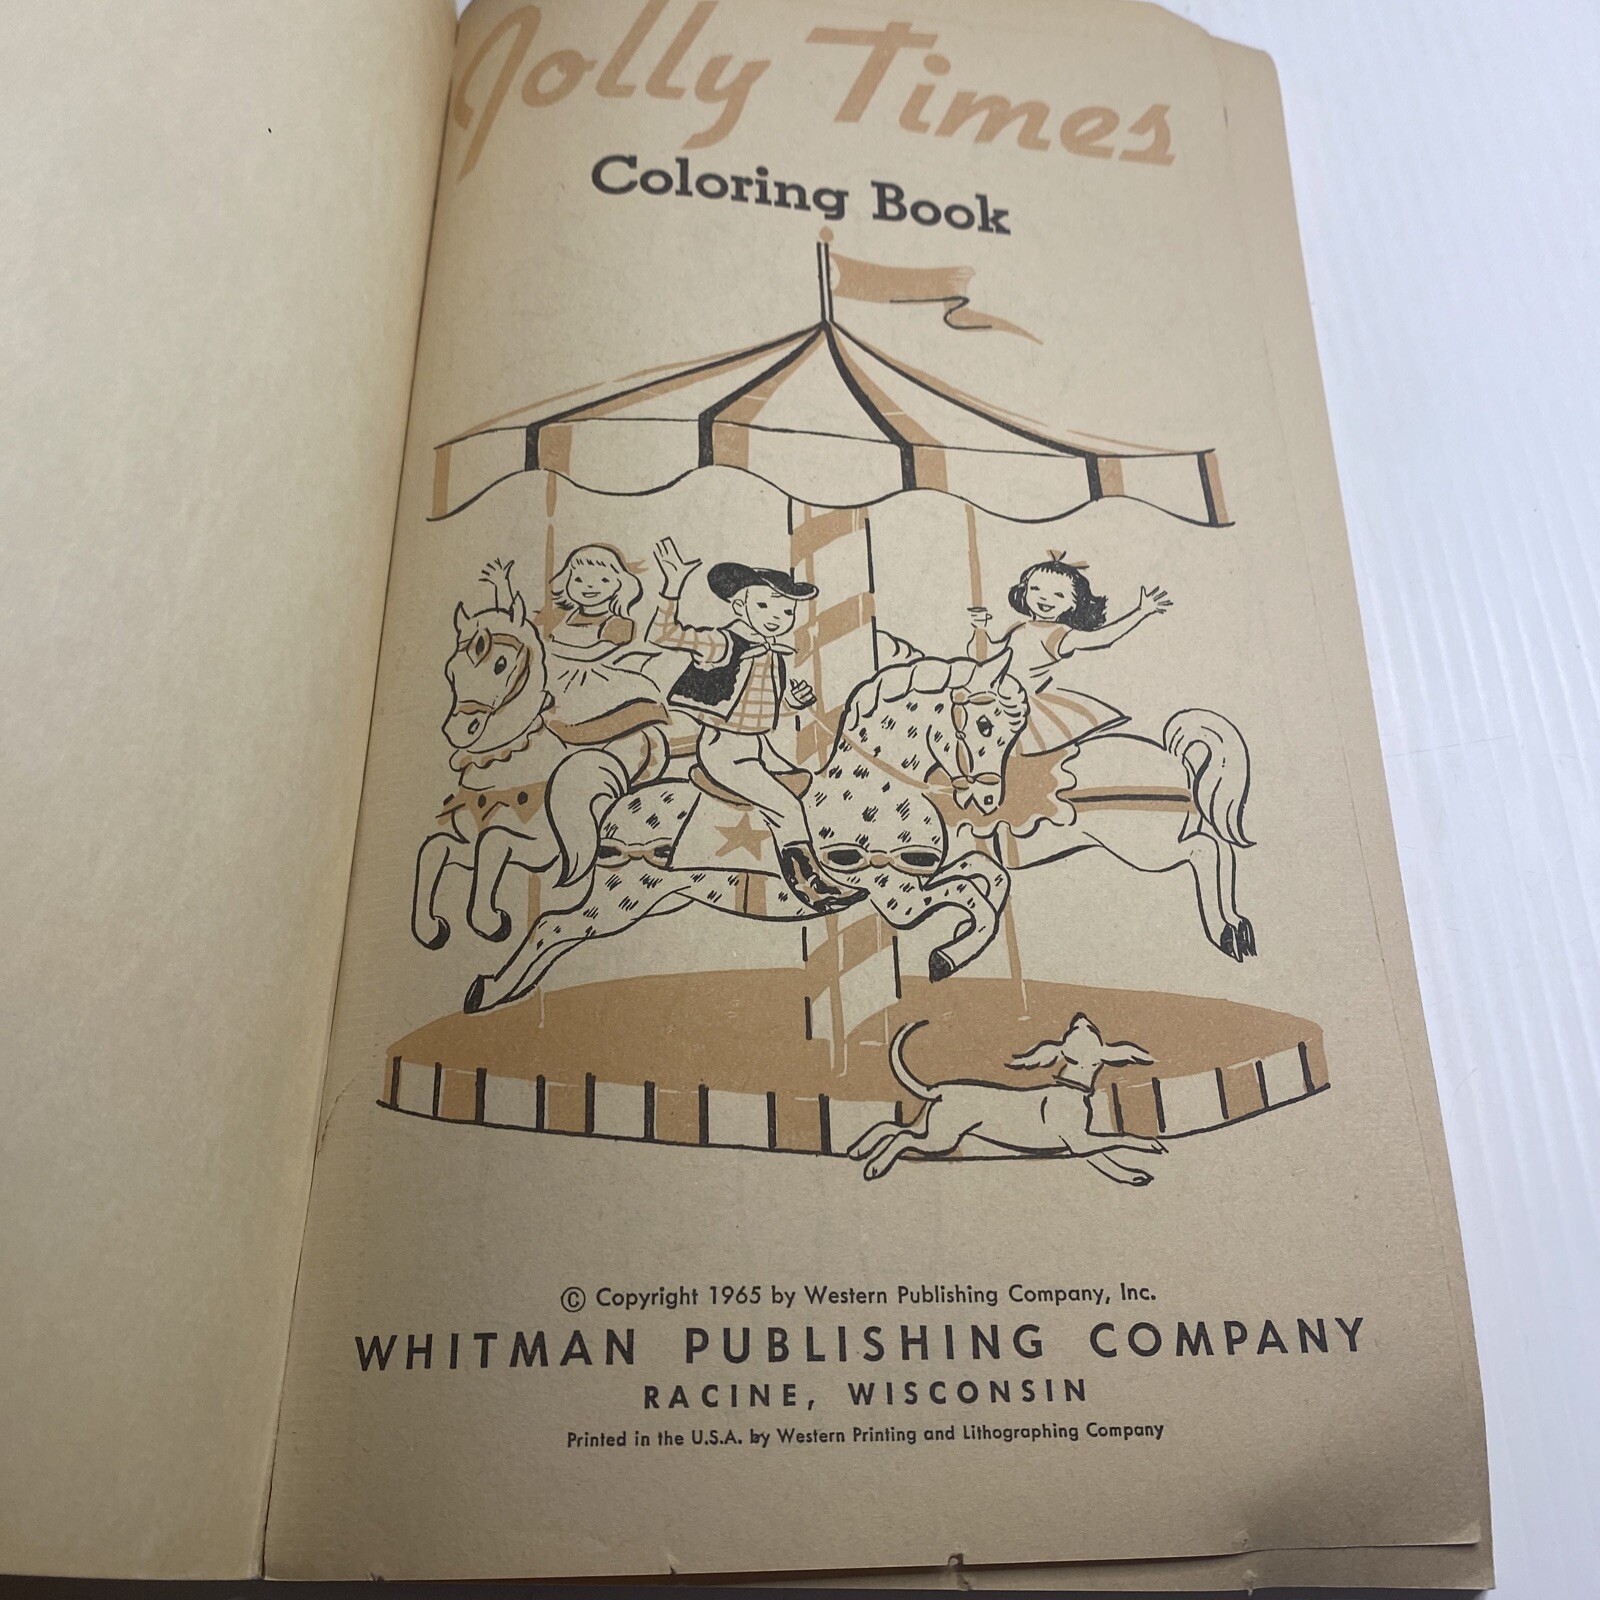 Jolly Times
Coloring Book
© Copyright 1965 by Western Publishing Company, Inc.
WHITMAN PUBLISHING COMPANY
RACINE, WISCONSIN
Printed in the U.S.A. by Western Printing and Lithographing Company